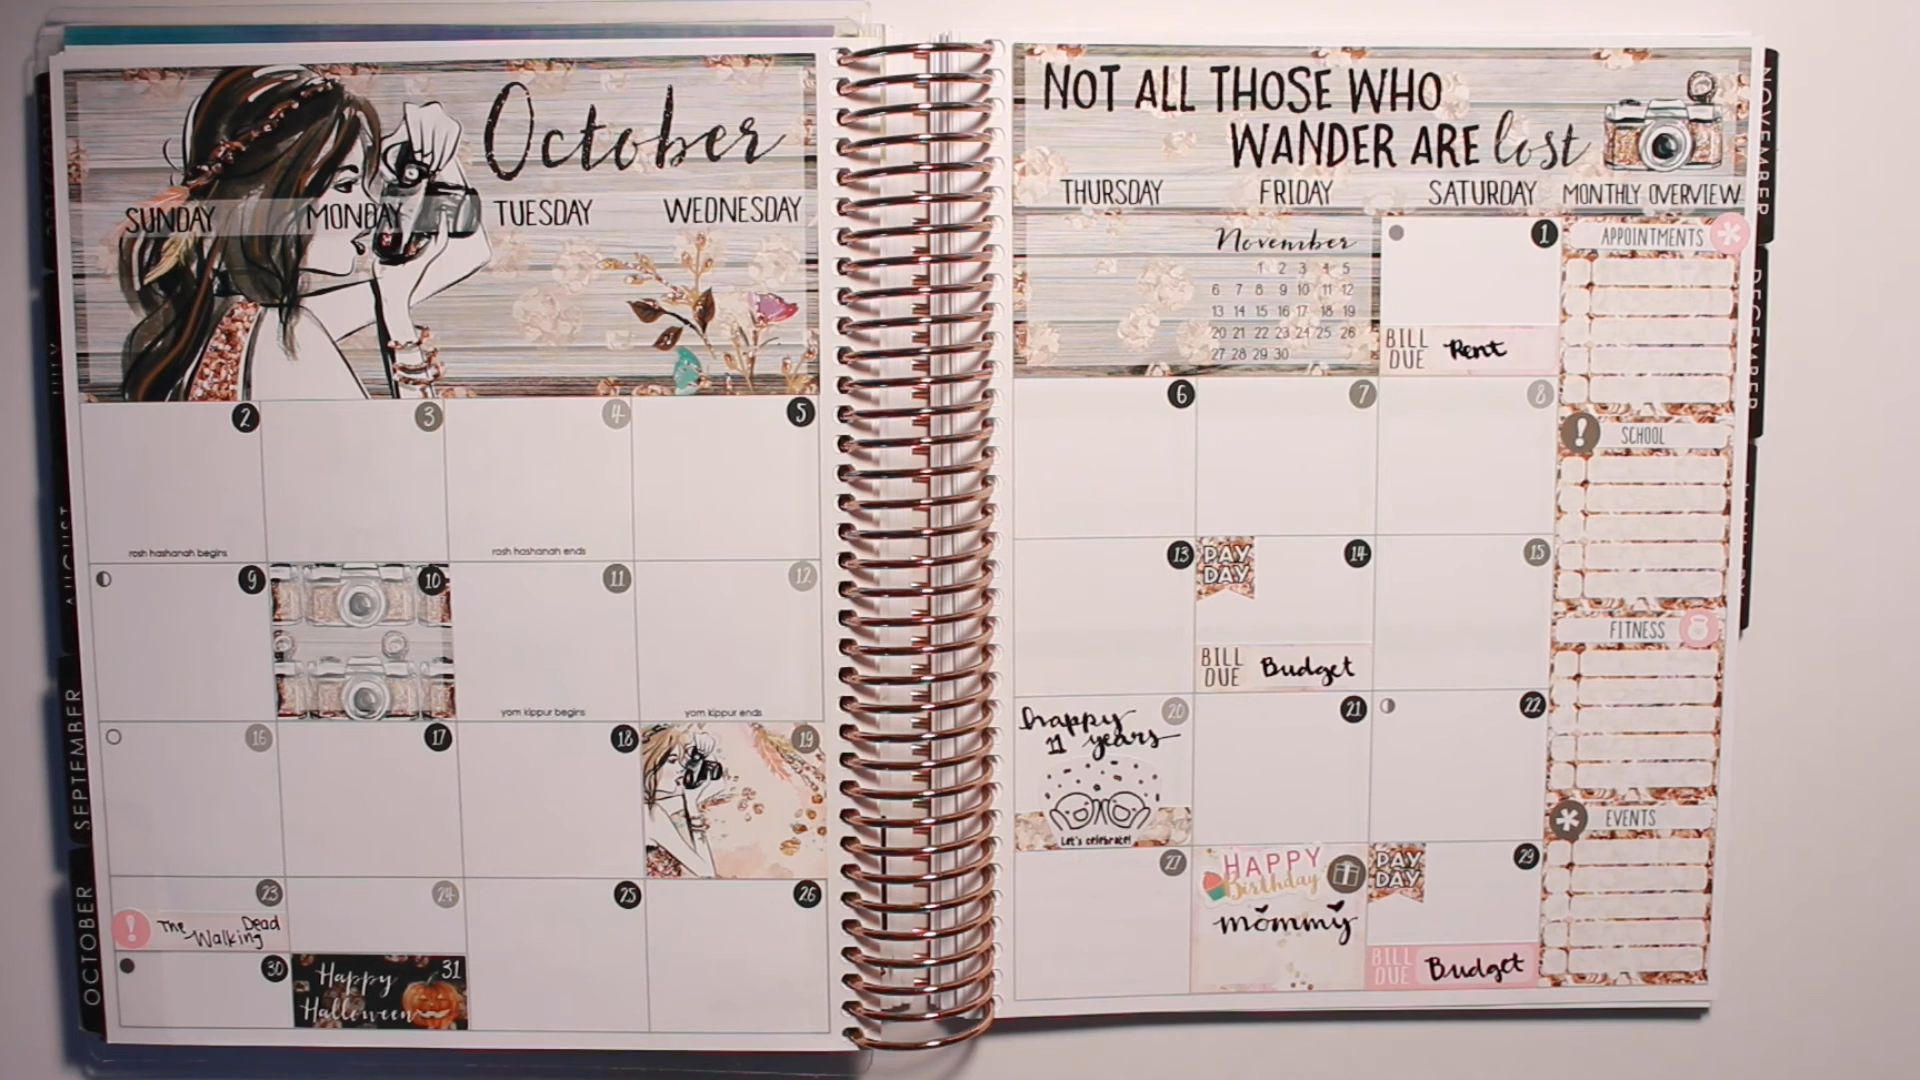 October
SUNDAY MONDAY TUESDAY WEDNESDAY
2 3 4 5
rosh hashanah begins
rosh hashanah ends
9 10 11 12
yom kippur begins
yom kippur ends
16 17 18 19
23 24 25 26
The Walking Dead
30 31
Happy
Halloween
NOT ALL THOSE WHO
WANDER ARE lost
THURSDAY FRIDAY SATURDAY MONTHLY OVERVIEW
November
1 2 3 4 5
6 7 8 9 10 11 12
13 14 15 16 17 18 19
20 21 22 23 24 25 26
27 28 29 30
1
BILL
DUE Rent
6 7 8
13 14 15
PAY
DAY
BILL
DUE Budget
20 21 22
happy
11 years
Let's celebrate!
27
HAPPY
Birthday
mommy
PAY
DAY
29
BILL
DUE Budget
APPOINTMENTS
SCHOOL
FITNESS
EVENTS
AUGUST
SEPTEMBER
OCTOBER
NOVEMBER
DECEMBER